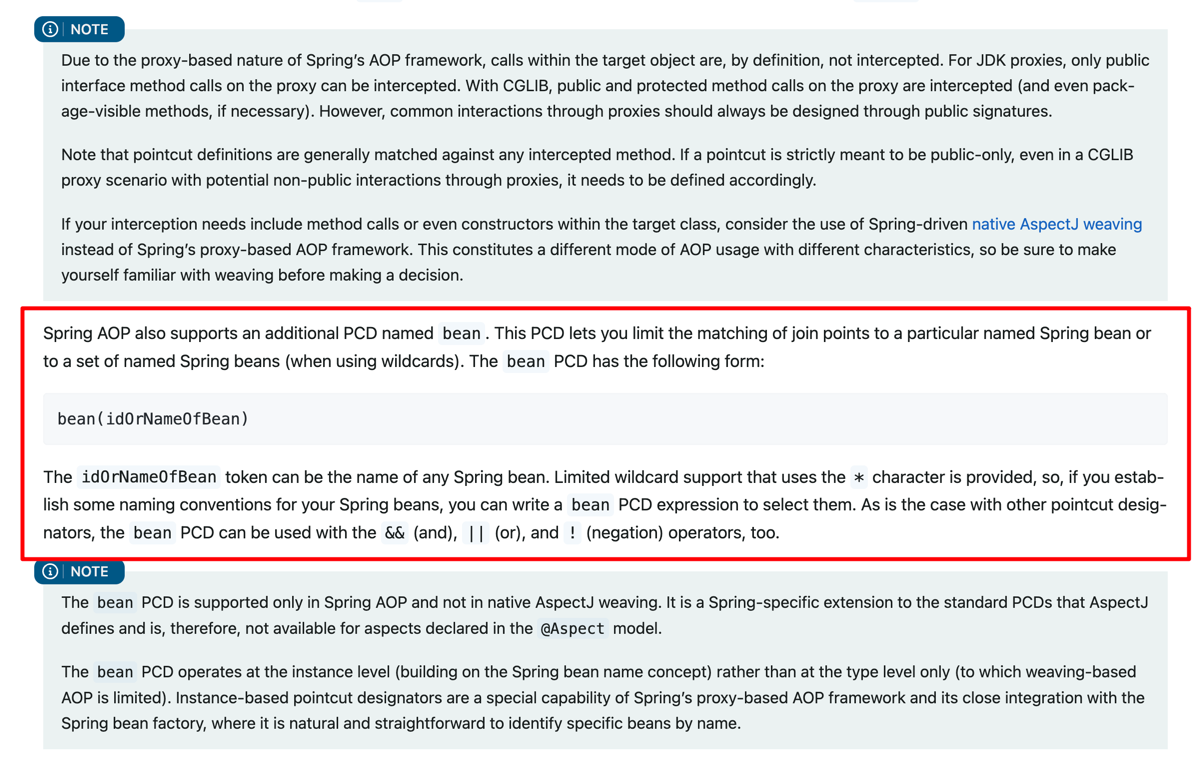 NOTE
Due to the proxy-based nature of Spring’s AOP framework, calls within the target object are, by definition, not intercepted. For JDK proxies, only public
interface method calls on the proxy can be intercepted. With CGLIB, public and protected method calls on the proxy are intercepted (and even pack-
age-visible methods, if necessary). However, common interactions through proxies should always be designed through public signatures.
Note that pointcut definitions are generally matched against any intercepted method. If a pointcut is strictly meant to be public-only, even in a CGLIB
proxy scenario with potential non-public interactions through proxies, it needs to be defined accordingly.
If your interception needs include method calls or even constructors within the target class, consider the use of Spring-driven native AspectJ weaving
instead of Spring’s proxy-based AOP framework. This constitutes a different mode of AOP usage with different characteristics, so be sure to make
yourself familiar with weaving before making a decision.
Spring AOP also supports an additional PCD named bean. This PCD lets you limit the matching of join points to a particular named Spring bean or
to a set of named Spring beans (when using wildcards). The bean PCD has the following form:
bean(idOrNameOfBean)
The idOrNameOfBean token can be the name of any Spring bean. Limited wildcard support that uses the * character is provided, so, if you estab-
lish some naming conventions for your Spring beans, you can write a bean PCD expression to select them. As is the case with other pointcut desig-
nators, the bean PCD can be used with the && (and), || (or), and ! (negation) operators, too.
NOTE
The bean PCD is supported only in Spring AOP and not in native AspectJ weaving. It is a Spring-specific extension to the standard PCDs that AspectJ
defines and is, therefore, not available for aspects declared in the @Aspect model.
The bean PCD operates at the instance level (building on the Spring bean name concept) rather than at the type level only (to which weaving-based
AOP is limited). Instance-based pointcut designators are a special capability of Spring’s proxy-based AOP framework and its close integration with the
Spring bean factory, where it is natural and straightforward to identify specific beans by name.